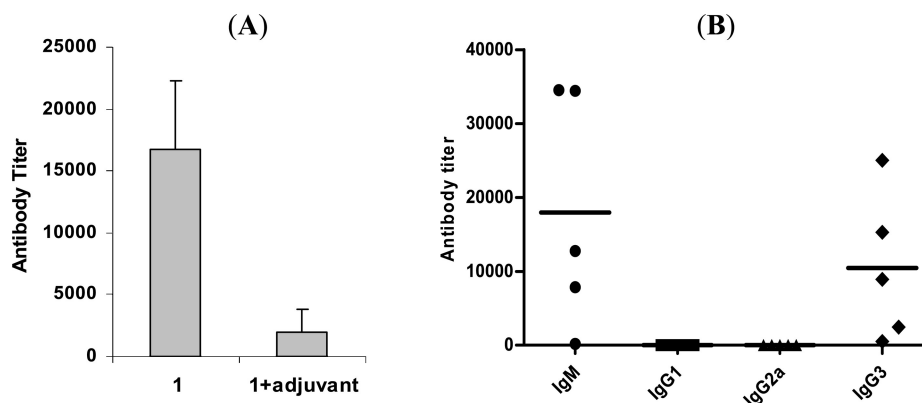 (A)
Antibody Titer
25000
20000
15000
10000
5000
0
1
1+adjuvant
(B)
Antibody titer
40000
30000
20000
10000
0
IgM
IgG1
IgG2a
IgG3